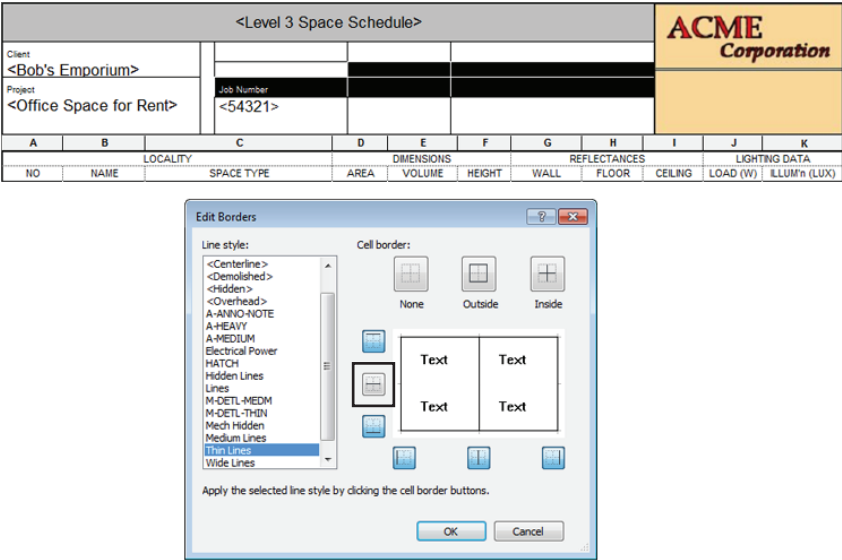 <Level 3 Space Schedule>
ACME
Corporation
Client
<Bob's Emporium>
Project
<Office Space for Rent>
Job Number
<54321>
A B C D E F G H I J K
LOCALITY DIMENSIONS REFLECTANCES LIGHTING DATA
NO NAME SPACE TYPE AREA VOLUME HEIGHT WALL FLOOR CEILING LOAD (W) ILLUM'n (LUX)
Edit Borders
Line style:
Cell border:
<Centerline>
<Demolished>
<Hidden>
<Overhead>
A-ANNO-NOTE
A-HEAVY
A-MEDIUM
Electrical Power
HATCH
Hidden Lines
Lines
M-DETL-MEDM
M-DETL-THIN
Mech Hidden
Medium Lines
Thin Lines
Wide Lines
None Outside Inside
Text Text
Text Text
Apply the selected line style by clicking the cell border buttons.
OK Cancel